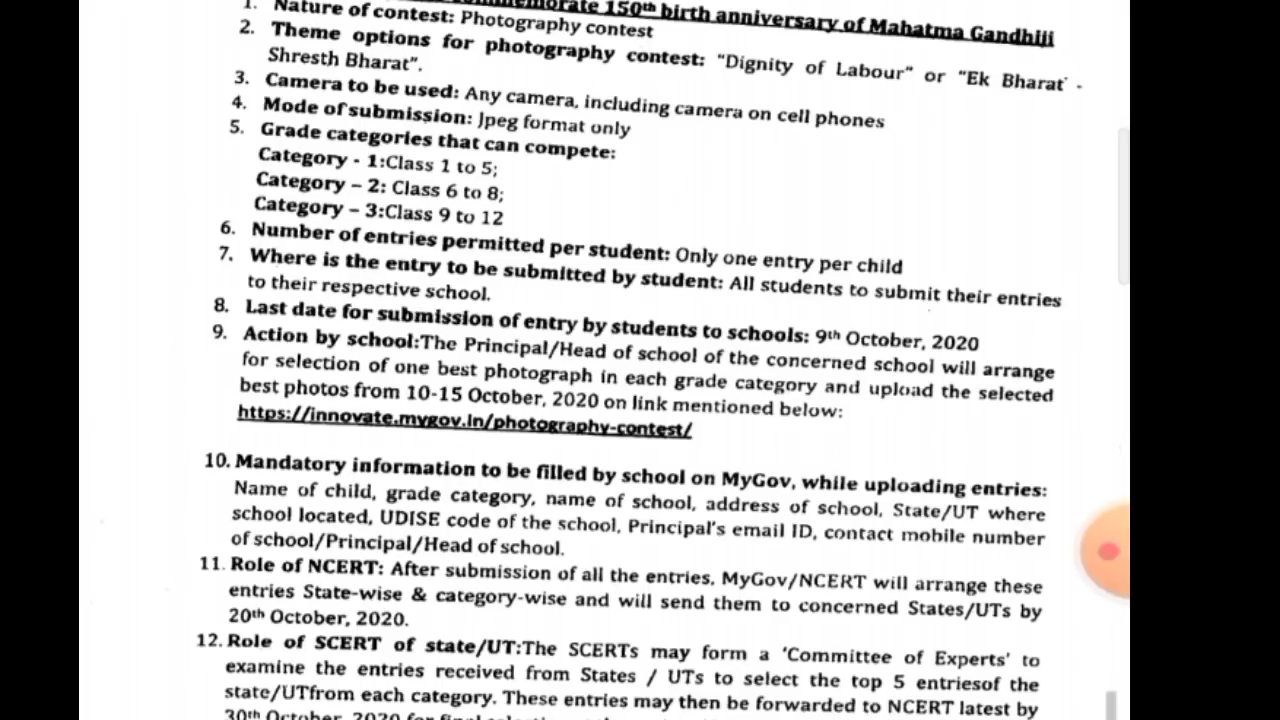 150th birth anniversary of Mahatma Gandhiji
1. Nature of contest: Photography contest
2. Theme options for photography contest: "Dignity of Labour" or "Ek Bharat -
Shresth Bharat".
3. Camera to be used: Any camera, including camera on cell phones
4. Mode of submission: Jpeg format only
5. Grade categories that can compete:
Category - 1:Class 1 to 5;
Category – 2: Class 6 to 8;
Category – 3:Class 9 to 12
6. Number of entries permitted per student: Only one entry per child
7. Where is the entry to be submitted by student: All students to submit their entries
to their respective school.
8. Last date for submission of entry by students to schools: 9th October, 2020
9. Action by school:The Principal/Head of school of the concerned school will arrange
for selection of one best photograph in each grade category and upload the selected
best photos from 10-15 October, 2020 on link mentioned below:
https://innovate.mygov.in/photography-contest/
10. Mandatory information to be filled by school on MyGov, while uploading entries:
Name of child, grade category, name of school, address of school, State/UT where
school located, UDISE code of the school, Principal's email ID, contact mobile number
of school/Principal/Head of school.
11. Role of NCERT: After submission of all the entries, MyGov/NCERT will arrange these
entries State-wise & category-wise and will send them to concerned States/UTs by
20th October, 2020.
12. Role of SCERT of state/UT:The SCERTs may form a 'Committee of Experts' to
examine the entries received from States / UTs to select the top 5 entriesof the
state/UTfrom each category. These entries may then be forwarded to NCERT latest by
30th October, 2020 for final